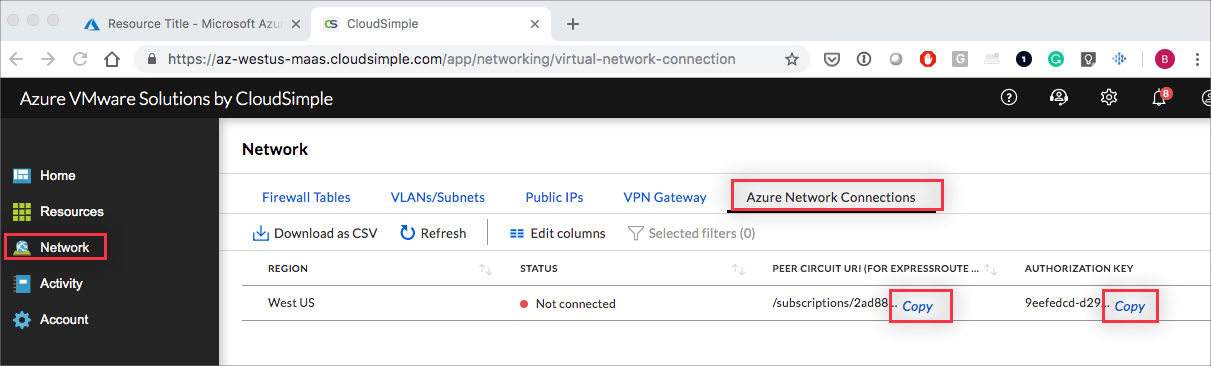 Resource Title - Microsoft Azu
CloudSimple
https://az-westus-maas.cloudsimple.com/app/networking/virtual-network-connection
G
1
G
B
Azure VMware Solutions by CloudSimple
8
Home
Resources
Network
Activity
Account
Network
Firewall Tables VLANs/Subnets Public IPs VPN Gateway Azure Network Connections
Download as CSV Refresh Edit columns Selected filters (0)
REGION STATUS PEER CIRCUIT URI (FOR EXPRESSROUTE ... AUTHORIZATION KEY
West US Not connected /subscriptions/2ad88... Copy 9eefedcd-d29... Copy